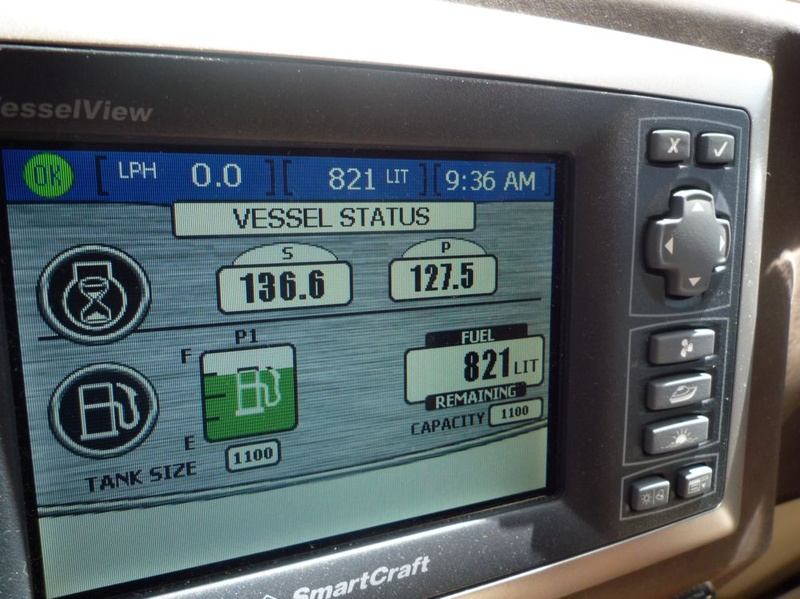 VesselView
OK LPH 0.0 821 LIT 9:36 AM
VESSEL STATUS
S P
136.6 127.5
P1
F
E
FUEL
821 LIT
REMAINING
CAPACITY 1100
TANK SIZE 1100
SmartCraft
X ✓